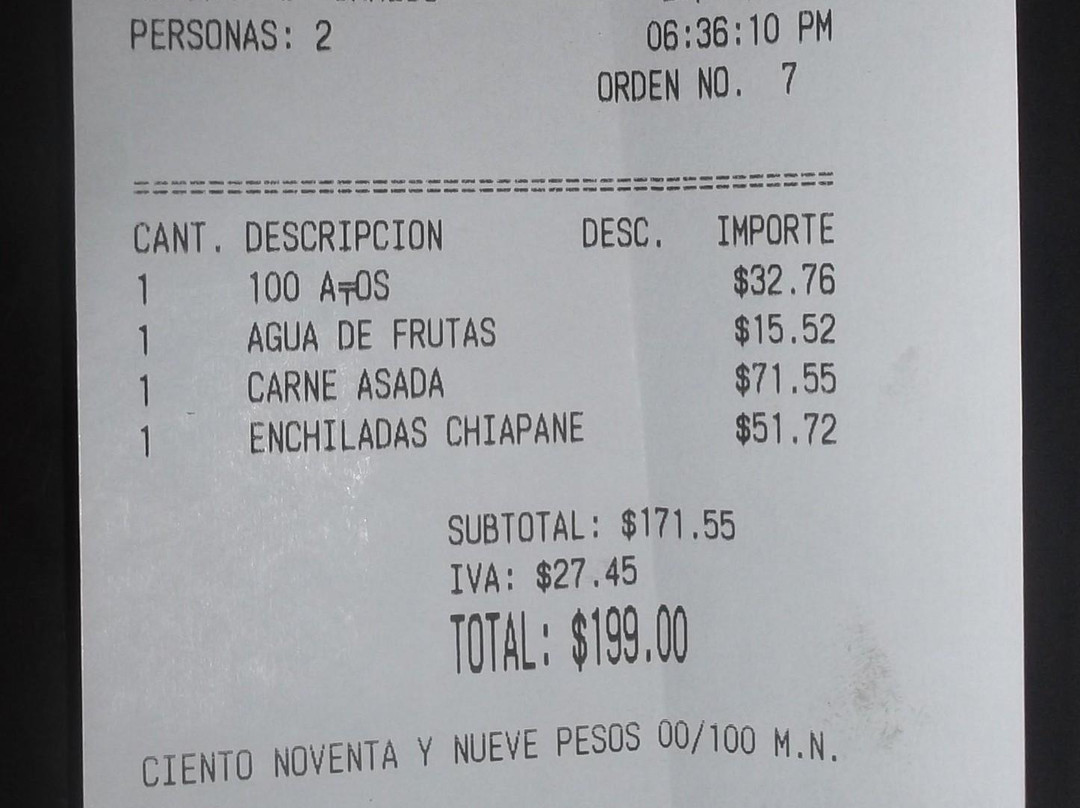 PERSONAS: 2 06:36:10 PM
ORDEN NO. 7
CANT. DESCRIPCION DESC. IMPORTE
1 100 A╤OS $32.76
1 AGUA DE FRUTAS $15.52
1 CARNE ASADA $71.55
1 ENCHILADAS CHIAPANE $51.72
SUBTOTAL: $171.55
IVA: $27.45
TOTAL: $199.00
CIENTO NOVENTA Y NUEVE PESOS 00/100 M.N.